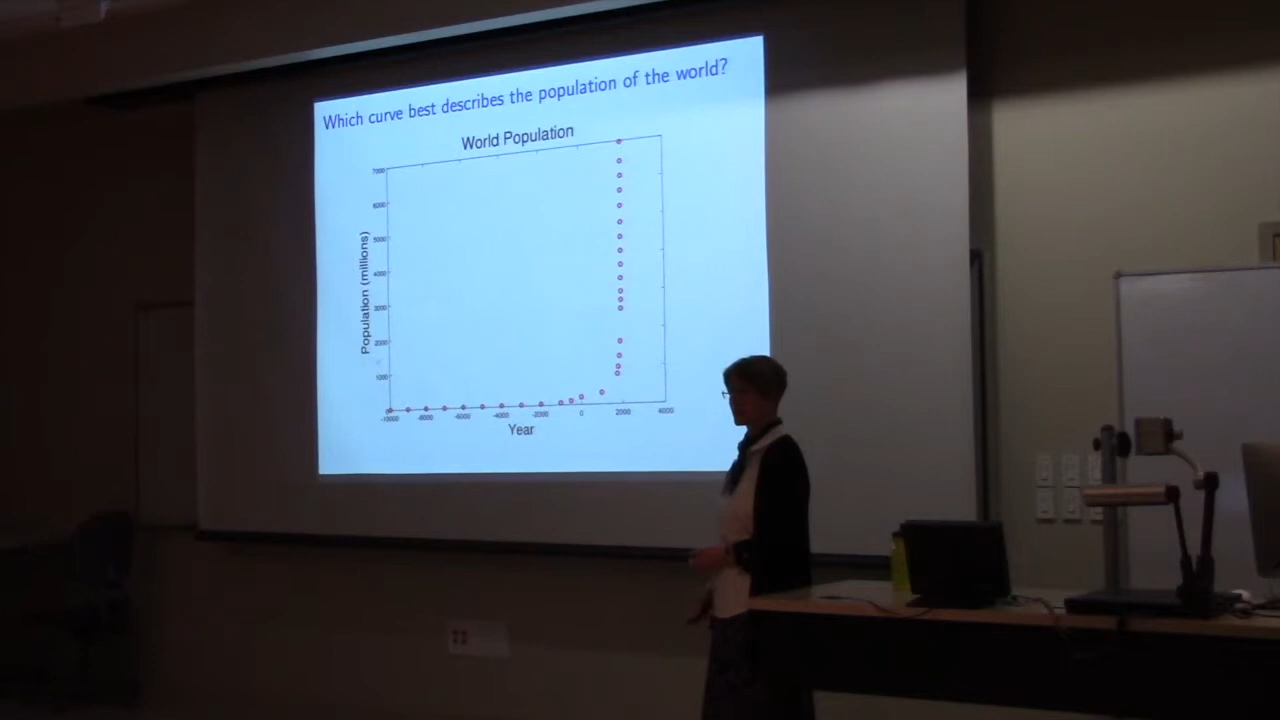 Which curve best describes the population of the world?
World Population
7000
6000
5000
4000
3000
2000
1000
Population (millions)
-10000 -8000 -6000 -4000 -2000 0 2000 4000
Year